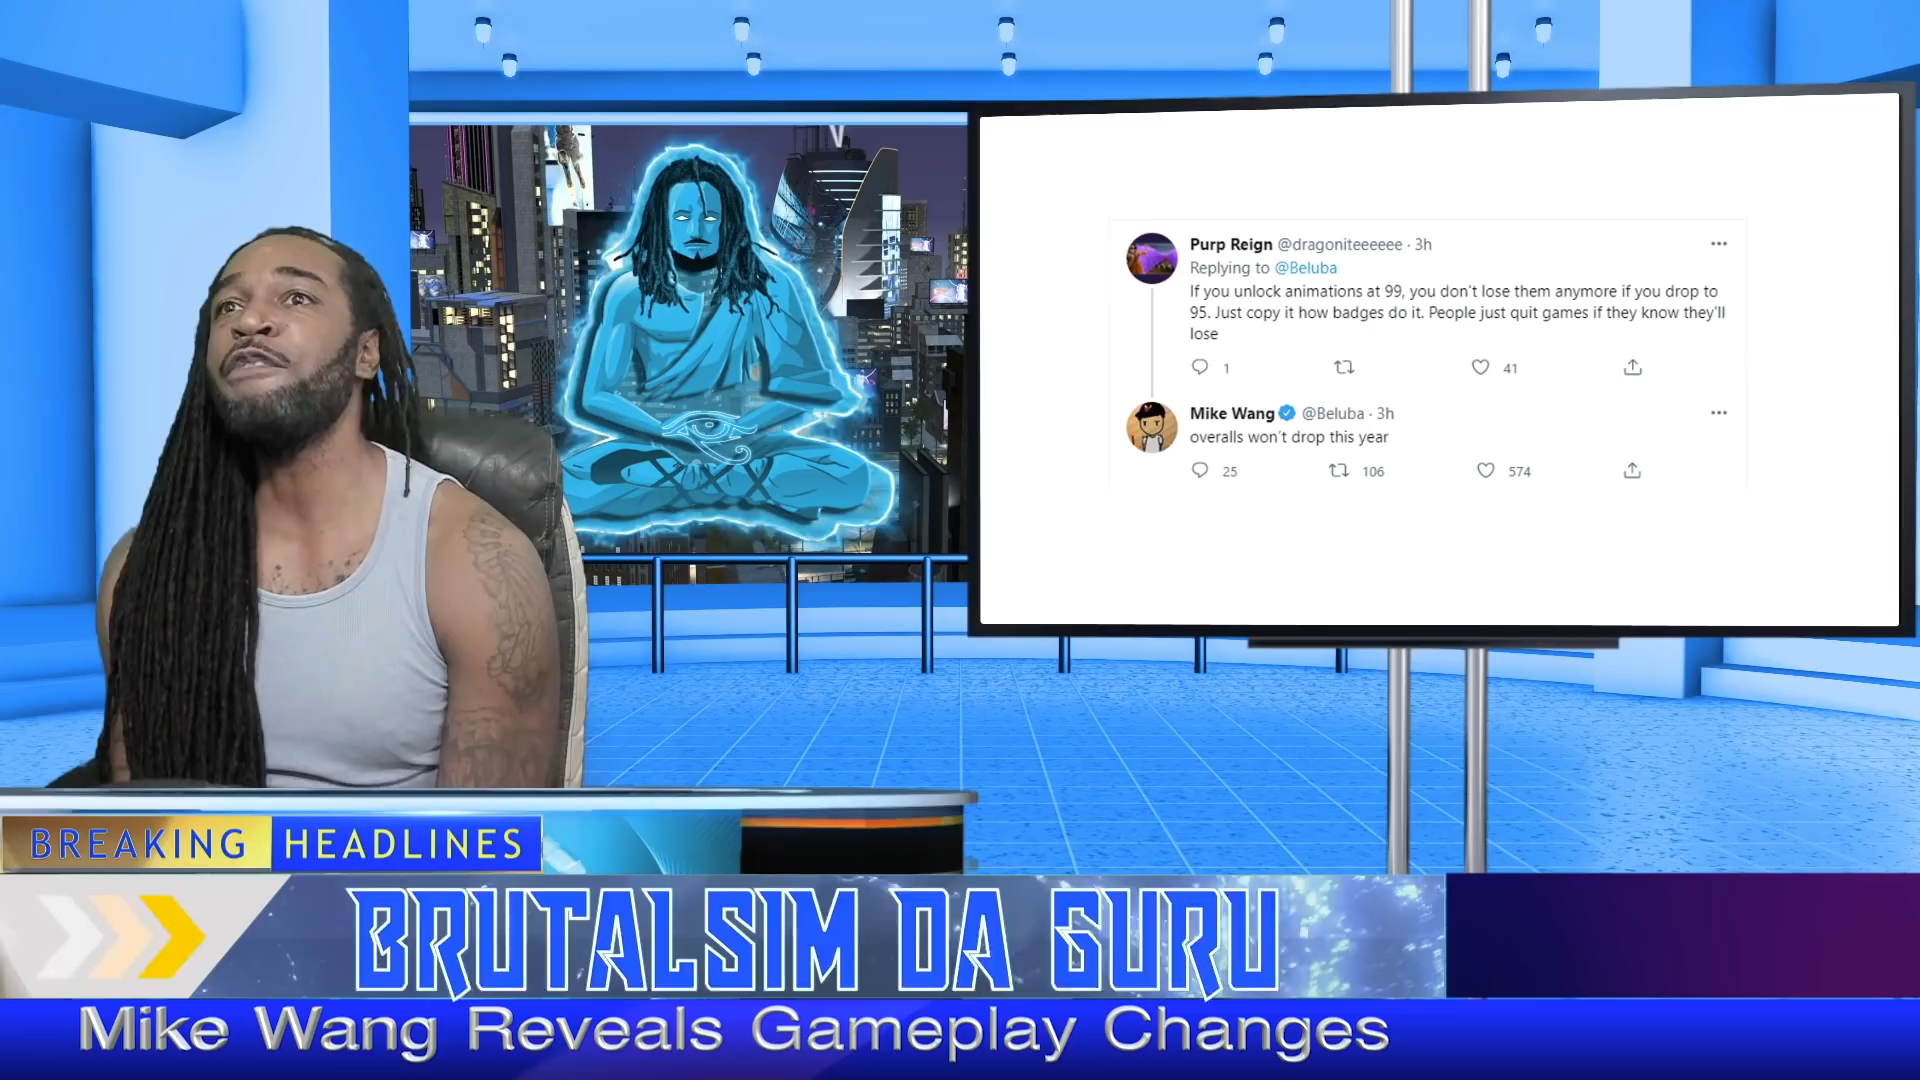 Purp Reign @dragoniteeeeee · 3h
Replying to @Beluba
If you unlock animations at 99, you don't lose them anymore if you drop to
95. Just copy it how badges do it. People just quit games if they know they'll
lose
1 41
Mike Wang @Beluba · 3h
overalls won't drop this year
25 106 574
BREAKING HEADLINES
BRUTALSIM DA GURU
Mike Wang Reveals Gameplay Changes